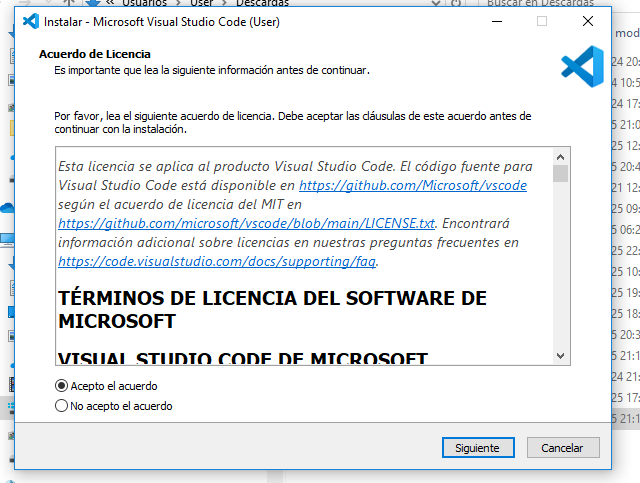 Usuarios > User > Descargas
Buscar en Descargas
Instalar - Microsoft Visual Studio Code (User)
Acuerdo de Licencia
Es importante que lea la siguiente información antes de continuar.
Por favor, lea el siguiente acuerdo de licencia. Debe aceptar las cláusulas de este acuerdo antes de
continuar con la instalación.
Esta licencia se aplica al producto Visual Studio Code. El código fuente para
Visual Studio Code está disponible en https://github.com/Microsoft/vscode
según el acuerdo de licencia del MIT en
https://github.com/microsoft/vscode/blob/main/LICENSE.txt. Encontrará
información adicional sobre licencias en nuestras preguntas frecuentes en
https://code.visualstudio.com/docs/supporting/faq.
TÉRMINOS DE LICENCIA DEL SOFTWARE DE
MICROSOFT
VISUAL STUDIO CODE DE MICROSOFT
Acepto el acuerdo
No acepto el acuerdo
Siguiente
Cancelar